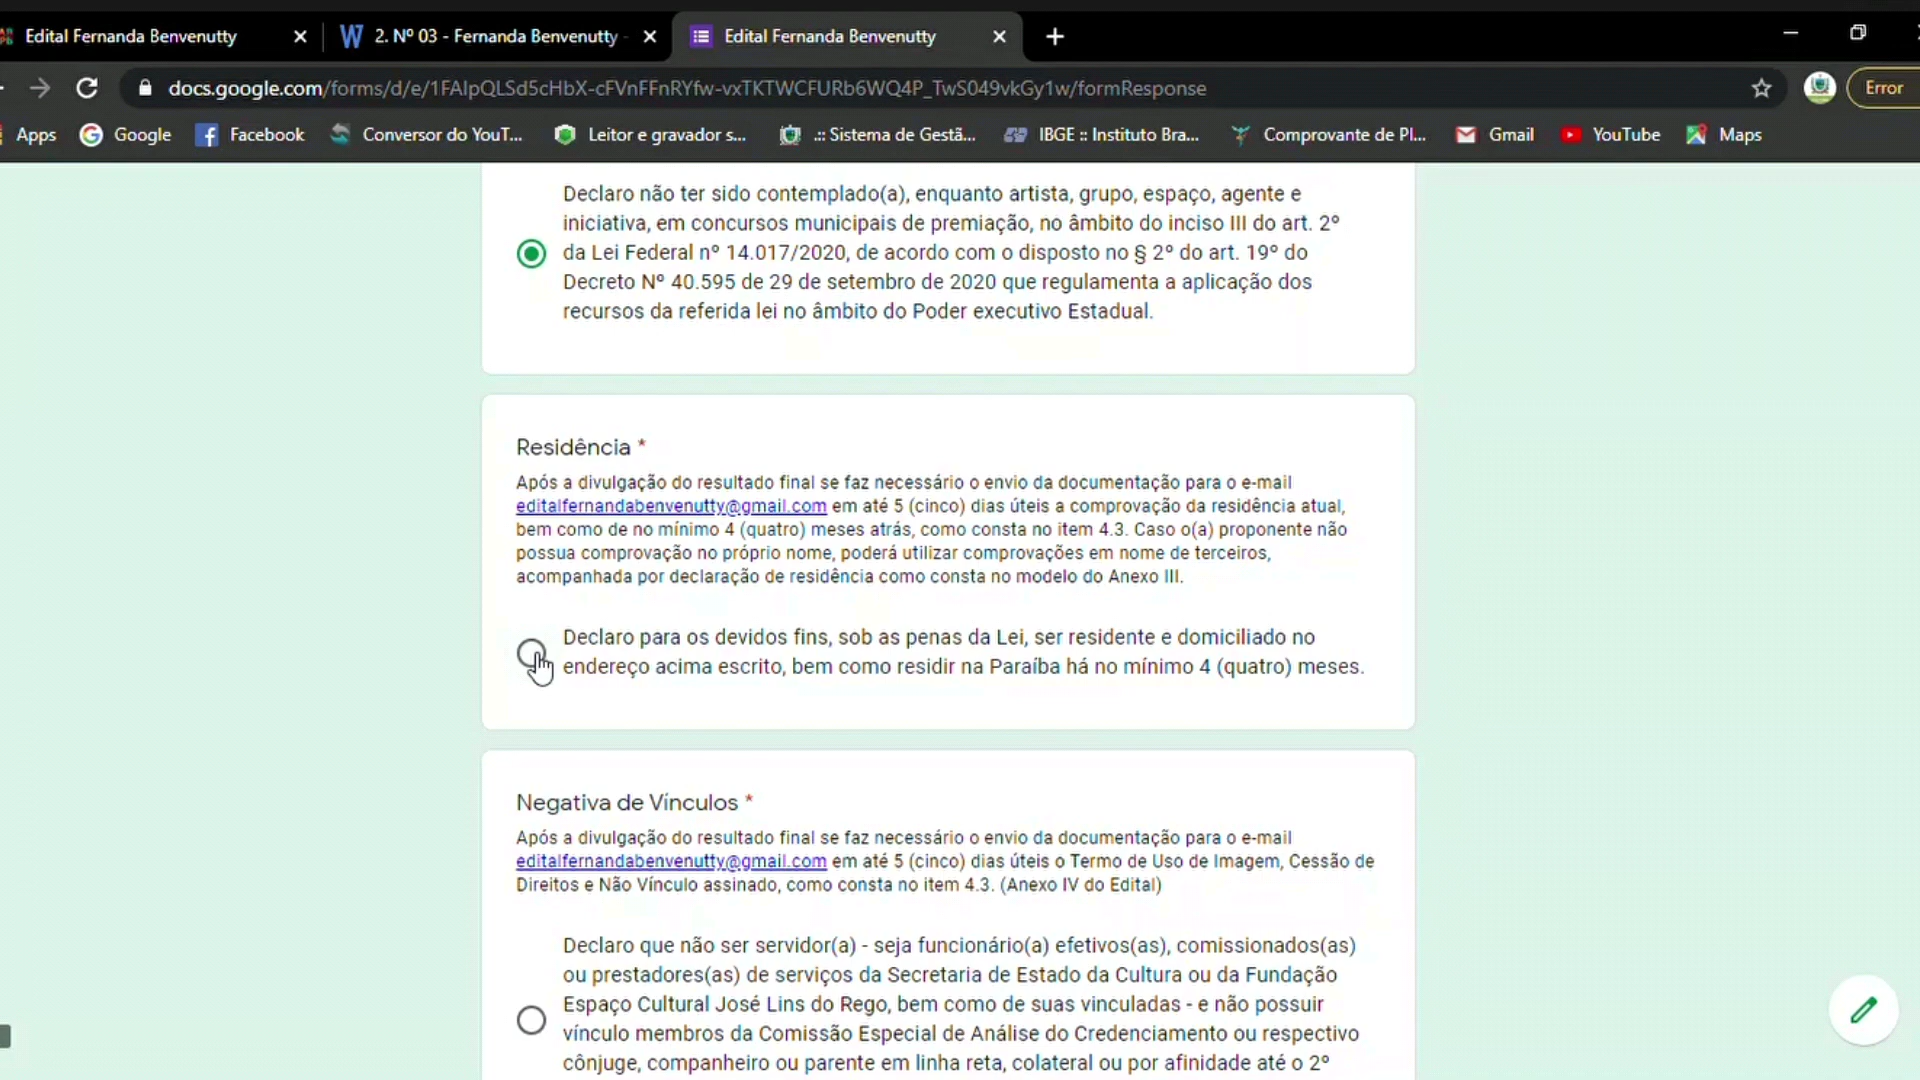 Edital Fernanda Benvenutty
2. Nº 03 - Fernanda Benvenutty
Edital Fernanda Benvenutty
docs.google.com/forms/d/e/1FAIpQLSd5cHbX-cFVnFFnRYfw-vxTKTWCFURb6WQ4P_TwS049vkGy1w/formResponse
Error
Apps
Google
Facebook
Conversor do YouT...
Leitor e gravador s...
.:: Sistema de Gestã...
IBGE :: Instituto Bra...
Comprovante de Pl...
Gmail
YouTube
Maps
Declaro não ter sido contemplado(a), enquanto artista, grupo, espaço, agente e
iniciativa, em concursos municipais de premiação, no âmbito do inciso III do art. 2º
da Lei Federal nº 14.017/2020, de acordo com o disposto no § 2º do art. 19º do
Decreto Nº 40.595 de 29 de setembro de 2020 que regulamenta a aplicação dos
recursos da referida lei no âmbito do Poder executivo Estadual.
Residência *
Após a divulgação do resultado final se faz necessário o envio da documentação para o e-mail
editalfernandabenvenutty@gmail.com em até 5 (cinco) dias úteis a comprovação da residência atual,
bem como de no mínimo 4 (quatro) meses atrás, como consta no item 4.3. Caso o(a) proponente não
possua comprovação no próprio nome, poderá utilizar comprovações em nome de terceiros,
acompanhada por declaração de residência como consta no modelo do Anexo III.
Declaro para os devidos fins, sob as penas da Lei, ser residente e domiciliado no
endereço acima escrito, bem como residir na Paraíba há no mínimo 4 (quatro) meses.
Negativa de Vínculos *
Após a divulgação do resultado final se faz necessário o envio da documentação para o e-mail
editalfernandabenvenutty@gmail.com em até 5 (cinco) dias úteis o Termo de Uso de Imagem, Cessão de
Direitos e Não Vínculo assinado, como consta no item 4.3. (Anexo IV do Edital)
Declaro que não ser servidor(a) - seja funcionário(a) efetivos(as), comissionados(as)
ou prestadores(as) de serviços da Secretaria de Estado da Cultura ou da Fundação
Espaço Cultural José Lins do Rego, bem como de suas vinculadas - e não possuir
vínculo membros da Comissão Especial de Análise do Credenciamento ou respectivo
cônjuge, companheiro ou parente em linha reta, colateral ou por afinidade até o 2º